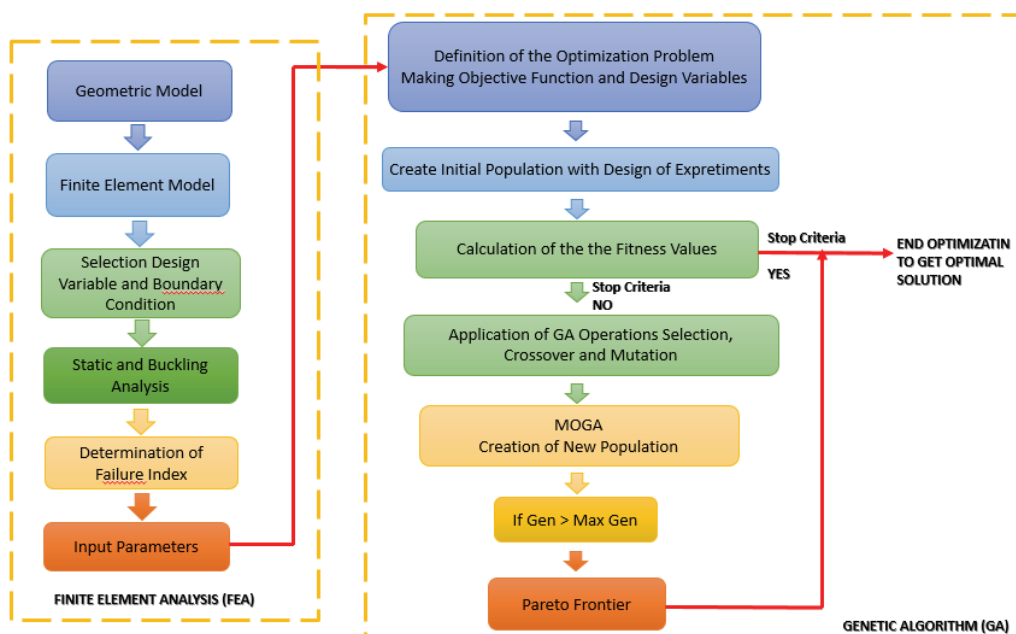 Geometric Model
Finite Element Model
Selection Design
Variable and Boundary
Condition
Static and Buckling
Analysis
Determination of
Failure Index
Input Parameters
FINITE ELEMENT ANALYSIS (FEA)
Definition of the Optimization Problem
Making Objective Function and Design Variables
Create Initial Population with Design of Expretiments
Calculation of the the Fitness Values
Stop Criteria
YES
END OPTIMIZATIN
TO GET OPTIMAL
SOLUTION
Stop Criteria
NO
Application of GA Operations Selection,
Crossover and Mutation
MOGA
Creation of New Population
If Gen > Max Gen
Pareto Frontier
GENETIC ALGORITHM (GA)